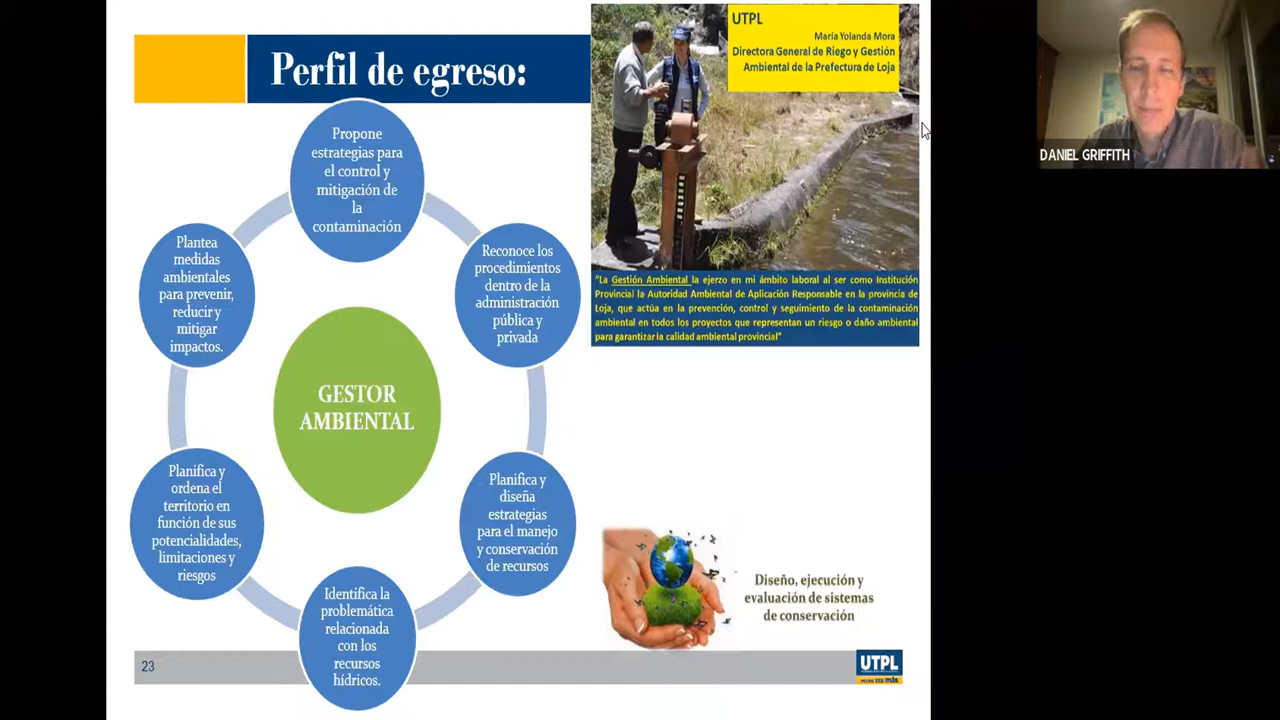 Perfil de egreso:
Propone
estrategias para
el control y
mitigación de
la
contaminación
Reconoce los
procedimientos
dentro de la
administración
pública y
privada
Planifica y
diseña
estrategias
para el manejo
y conservación
de recursos
Identifica la
problemática
relacionada
con los
recursos
hídricos.
Planifica y
ordena el
territorio en
función de sus
potencialidades,
limitaciones y
riesgos
Plantea
medidas
ambientales
para prevenir,
reducir y
mitigar
impactos.
GESTOR
AMBIENTAL
UTPL
María Yolanda Mora
Directora General de Riego y Gestión
Ambiental de la Prefectura de Loja
"La Gestión Ambiental la ejerzo en mi ámbito laboral al ser como Institución
Provincial la Autoridad Ambiental de Aplicación Responsable en la provincia de
Loja, que actúa en la prevención, control y seguimiento de la contaminación
ambiental en todos los proyectos que representan un riesgo o daño ambiental
para garantizar la calidad ambiental provincial"
Diseño, ejecución y
evaluación de sistemas
de conservación
23
UTPL
DANIEL GRIFFITH